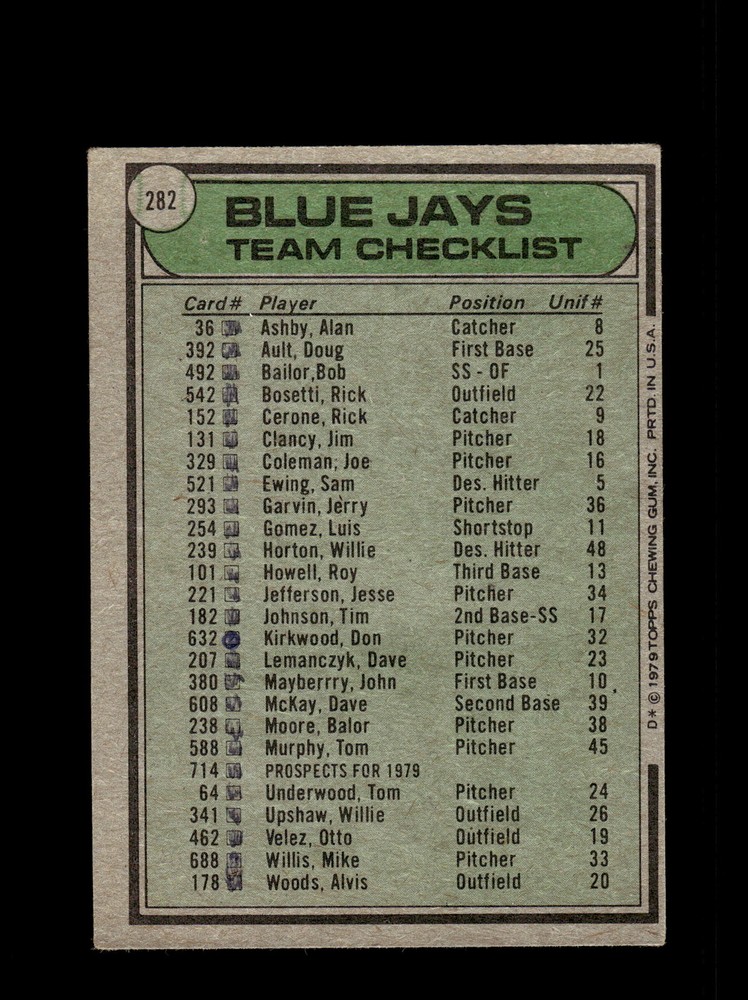 282
BLUE JAYS
TEAM CHECKLIST
Card# Player Position Unif#
36 Ashby, Alan Catcher 8
392 Ault, Doug First Base 25
492 Bailor,Bob SS - OF 1
542 Bosetti, Rick Outfield 22
152 Cerone, Rick Catcher 9
131 Clancy, Jim Pitcher 18
329 Coleman, Joe Pitcher 16
521 Ewing, Sam Des. Hitter 5
293 Garvin, Jerry Pitcher 36
254 Gomez, Luis Shortstop 11
239 Horton, Willie Des. Hitter 48
101 Howell, Roy Third Base 13
221 Jefferson, Jesse Pitcher 34
182 Johnson, Tim 2nd Base-SS 17
632 Kirkwood, Don Pitcher 32
207 Lemanczyk, Dave Pitcher 23
380 Mayberrry, John First Base 10
608 McKay, Dave Second Base 39
238 Moore, Balor Pitcher 38
588 Murphy, Tom Pitcher 45
714 PROSPECTS FOR 1979
64 Underwood, Tom Pitcher 24
341 Upshaw, Willie Outfield 26
462 Velez, Otto Outfield 19
688 Willis, Mike Pitcher 33
178 Woods, Alvis Outfield 20
D* © 1979 TOPPS CHEWING GUM, INC. PRTD. IN U.S.A.